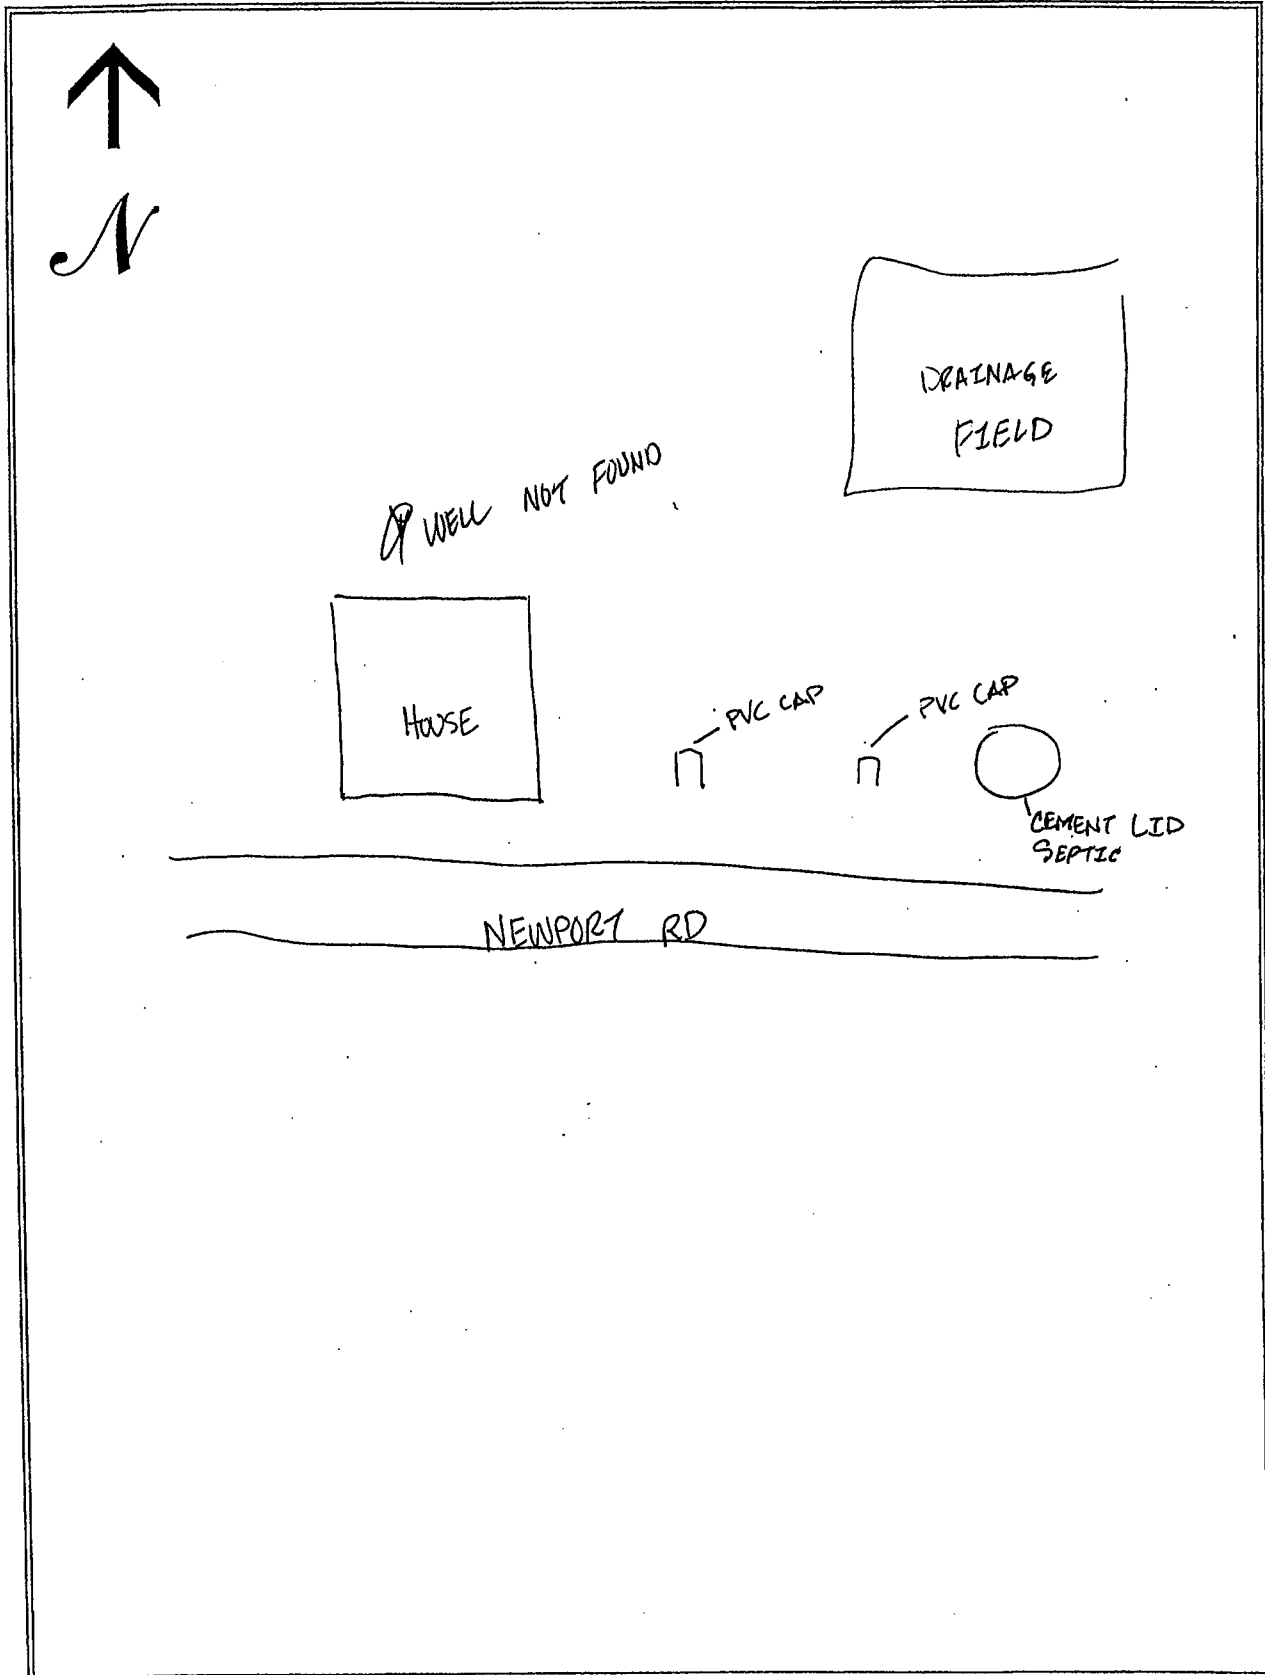 N
DRAINAGE
FIELD
WELL NOT FOUND
HOUSE
PVC CAP
PVC CAP
CEMENT LID
SEPTIC
NEWPORT RD